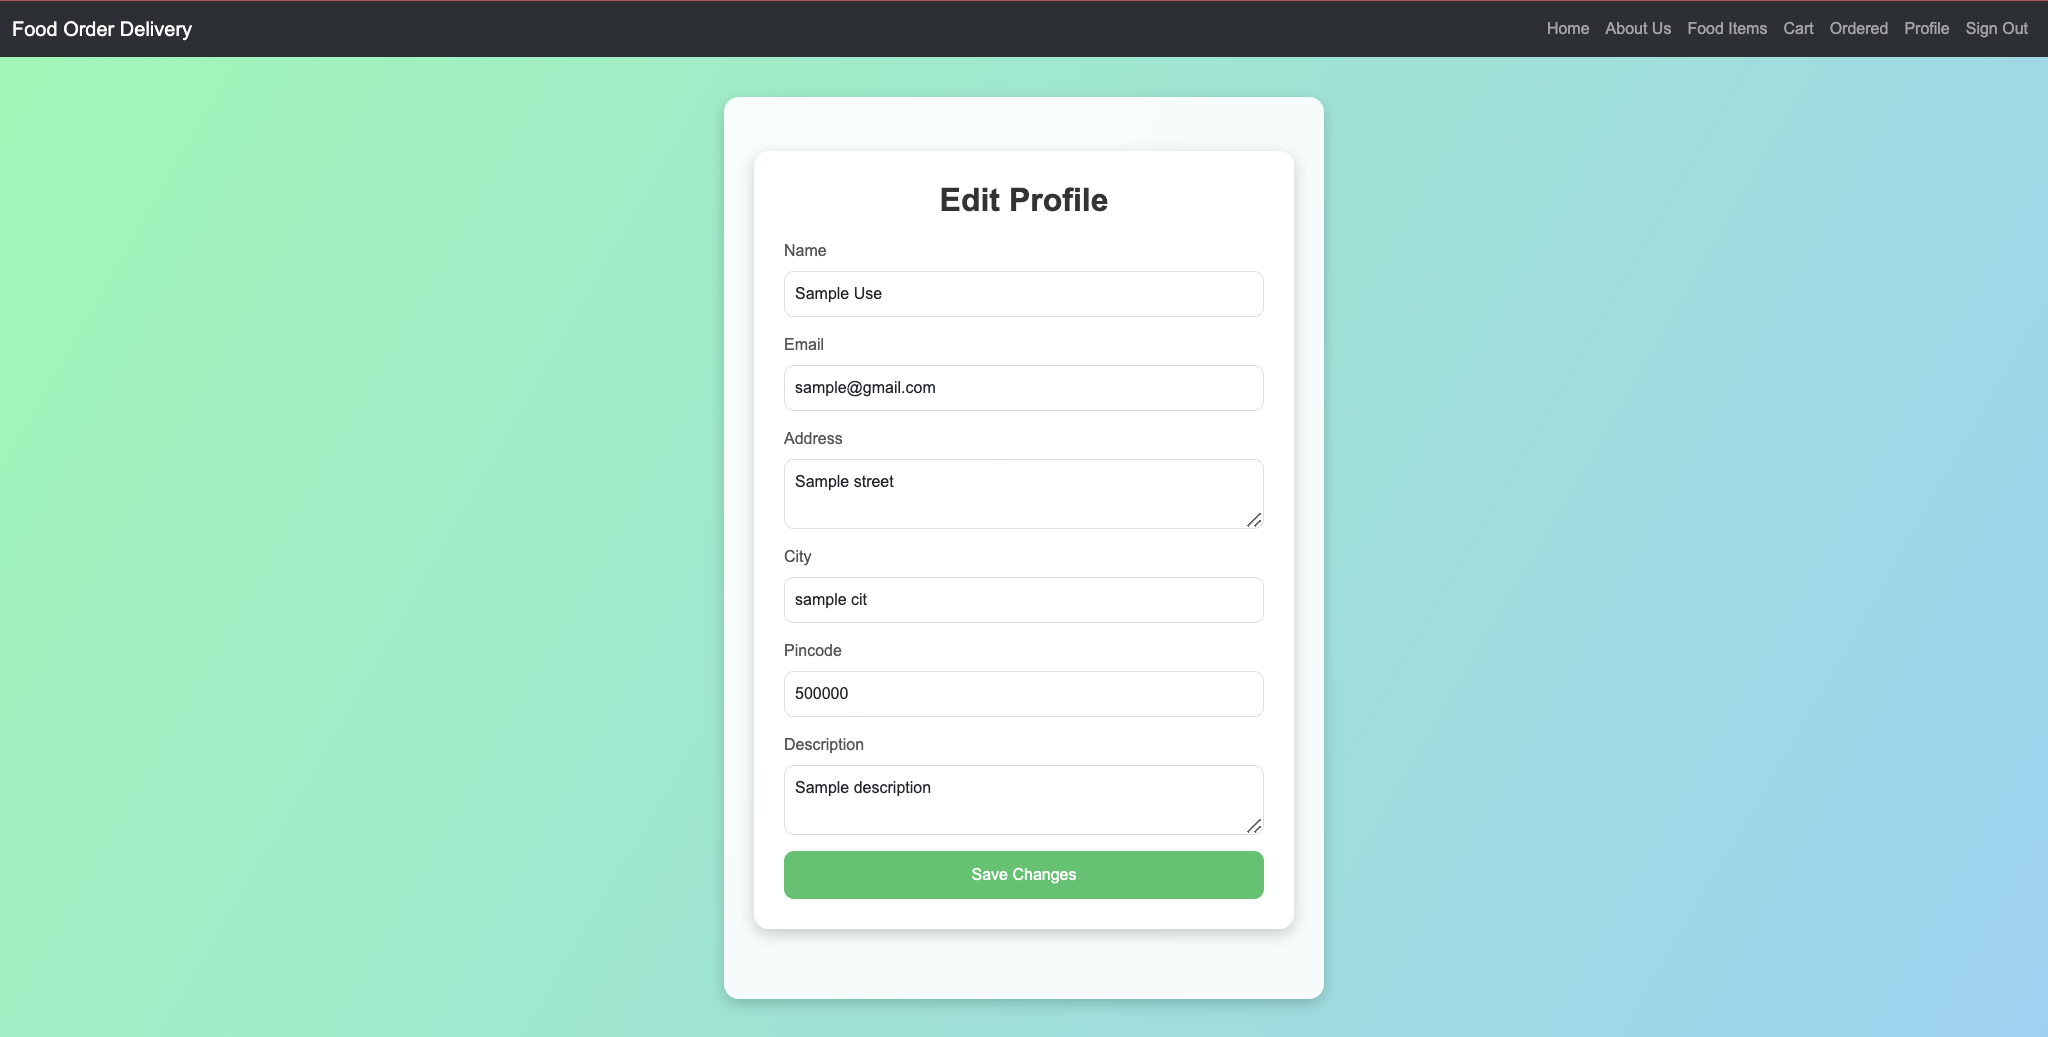 Food Order Delivery
Home About Us Food Items Cart Ordered Profile Sign Out
Edit Profile
Name
Sample Use
Email
sample@gmail.com
Address
Sample street
City
sample cit
Pincode
500000
Description
Sample description
Save Changes